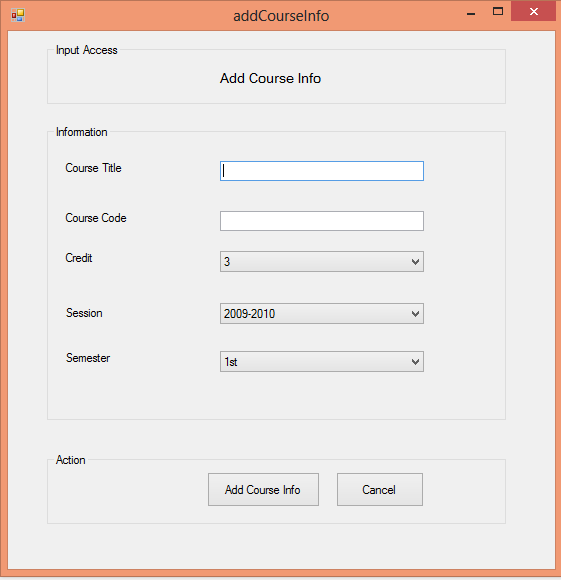 addCourseInfo
Input Access
Add Course Info
Information
Course Title
Course Code
Credit
3
Session
2009-2010
Semester
1st
Action
Add Course Info
Cancel